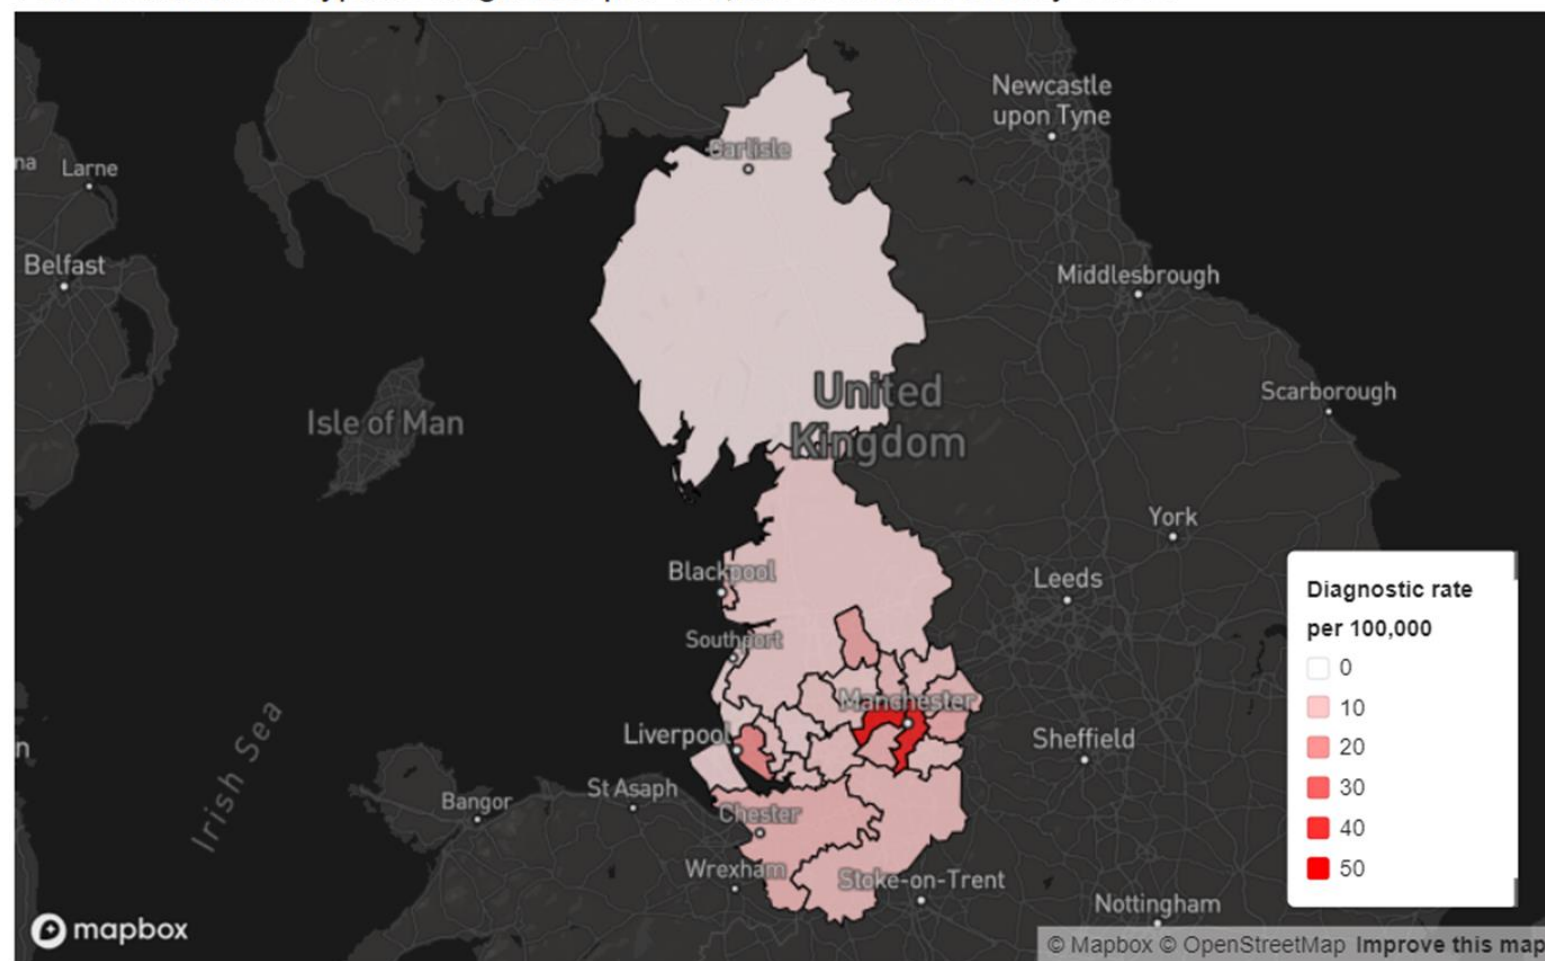 Newcastle
upon Tyne
Carlisle
na
Larne
Belfast
Middlesbrough
United
Kingdom
Isle of Man
Scarborough
York
Blackpool
Leeds
Southport
Manchester
Liverpool
n
Sheffield
Irish Sea
St Asaph
Bangor
Chester
Wrexham
Stoke-on-Trent
Nottingham
Diagnostic rate
per 100,000
0
10
20
30
40
50
mapbox
© Mapbox © OpenStreetMap Improve this map